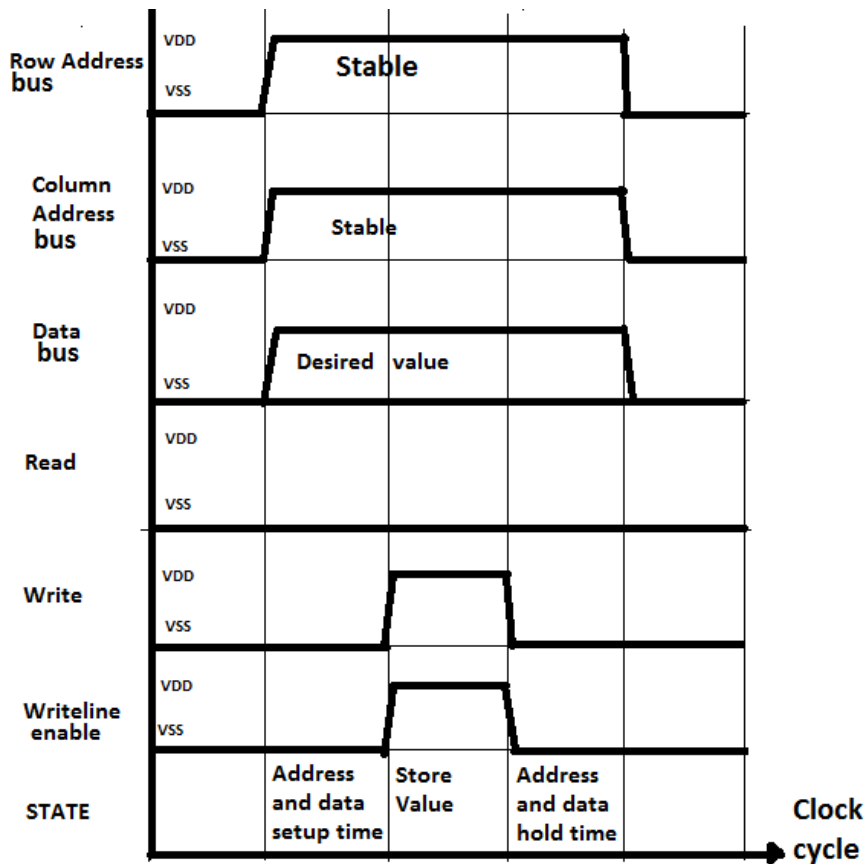 Row Address
bus
VDD
VSS
Stable
Column
Address
bus
VDD
VSS
Stable
Data
bus
VDD
VSS
Desired value
Read
VDD
VSS
Write
VDD
VSS
Writeline
enable
VDD
VSS
STATE
Address
and data
setup time
Store
Value
Address
and data
hold time
Clock
cycle